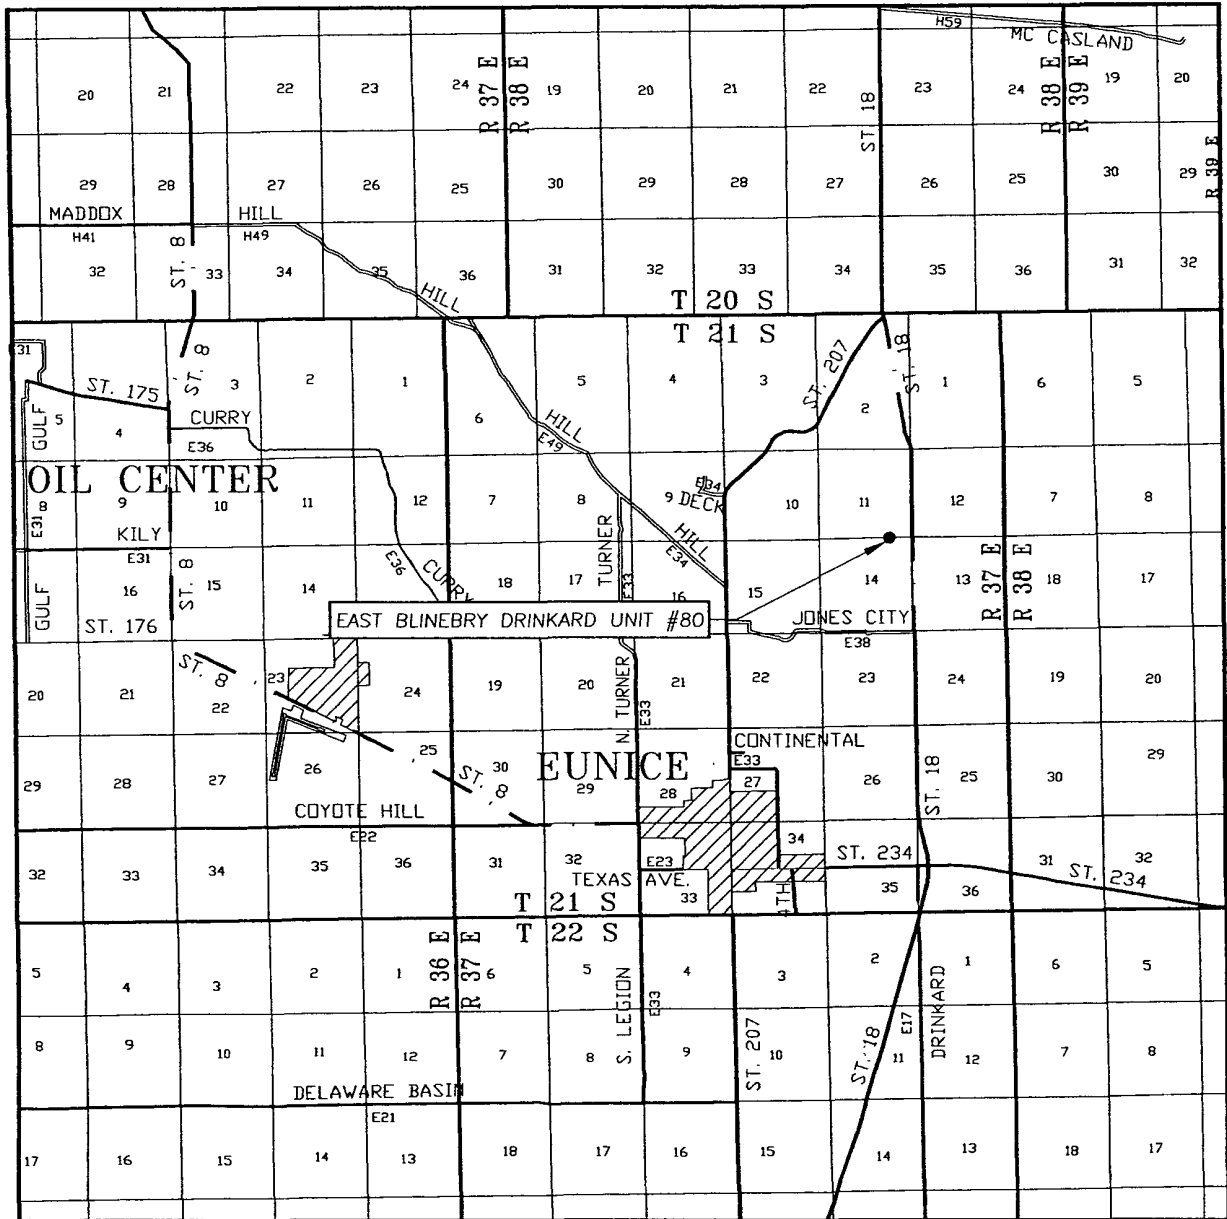 H59
MC CASLAND
20 21 22 23 24 R 37 E R 38 E 19 20 21 22 ST. 18 23 24 R 38 E R 39 E 19 20
29 28 27 26 25 30 29 28 27 26 25 30 29 R 39 E
MADDOX HILL
H41 H49
32 ST. 8 33 34 35 36 31 32 33 34 35 36 31 32
HILL
T 20 S
T 21 S
E31
ST. 175 ST. 8 3 2 1 5 4 3 ST. 207 ST. 18 1 6 5
GULF 5 4 CURRY 6 HILL 2
E36 E49
OIL CENTER
E34
8 9 10 11 12 7 8 9 DECK 10 11 12 7 8
E31 KILY TURNER HILL
E31 E36 CURRY E34
GULF 16 ST. 8 15 14 18 17 E33 16 15 14 13 R 37 E R 38 E 18 17
ST. 176 EAST BLINEBRY DRINKARD UNIT #80 JONES CITY
E38
ST. 8
20 21 22 23 24 19 20 N. TURNER E33 21 22 23 24 19 20
CONTINENTAL
EUNICE E33
29 28 27 26 25 ST. 8 30 29 28 27 26 ST. 18 25 30 29
COYOTE HILL
E22
32 33 34 35 36 31 32 E23 34 ST. 234 31 32
TEXAS AVE. 33 4TH 35 36 ST. 234
T 21 S
T 22 S
5 4 3 2 1 R 36 E R 37 E 6 5 4 3 2 1 6 5
S. LEGION E33 E17 DRINKARD
8 9 10 11 12 7 8 9 ST. 207 10 ST. 18 11 12 7 8
DELAWARE BASIN
E21
17 16 15 14 13 18 17 16 15 14 13 18 17